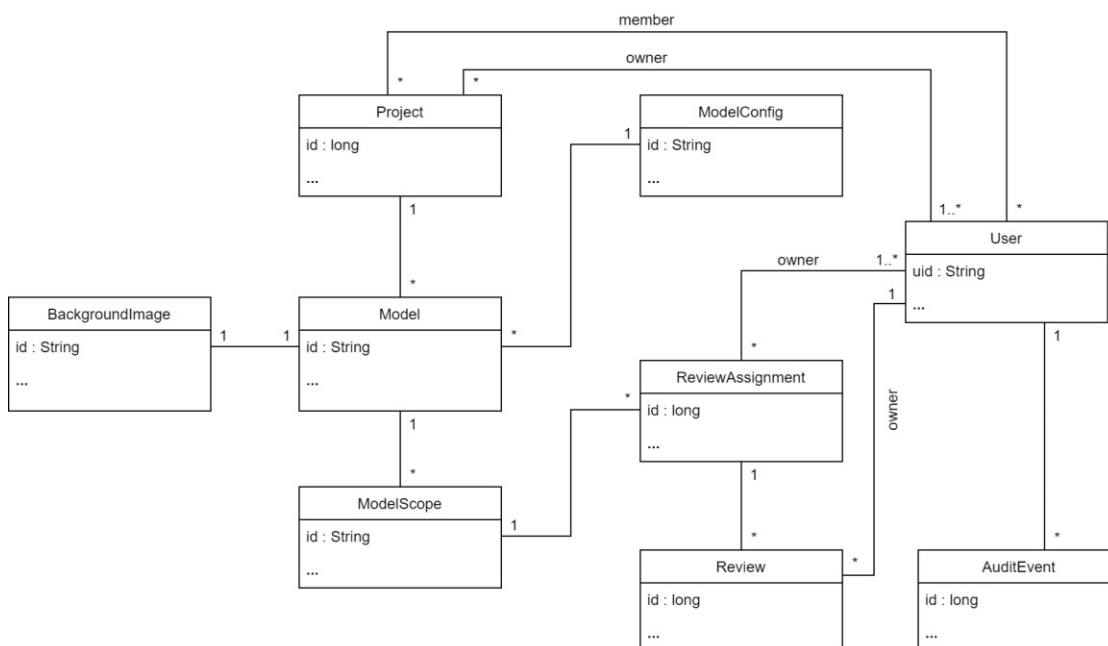 member
* *
owner
Project
id : long
...
ModelConfig
id : String
...
1
1
1..* *
User
uid : String
...
owner
1..*
1
*
BackgroundImage
id : String
...
1 1
Model
id : String
...
*
*
ReviewAssignment
id : long
...
*
owner
1
1
*
ModelScope
id : String
...
1
1
*
Review
id : long
...
*
*
AuditEvent
id : long
...